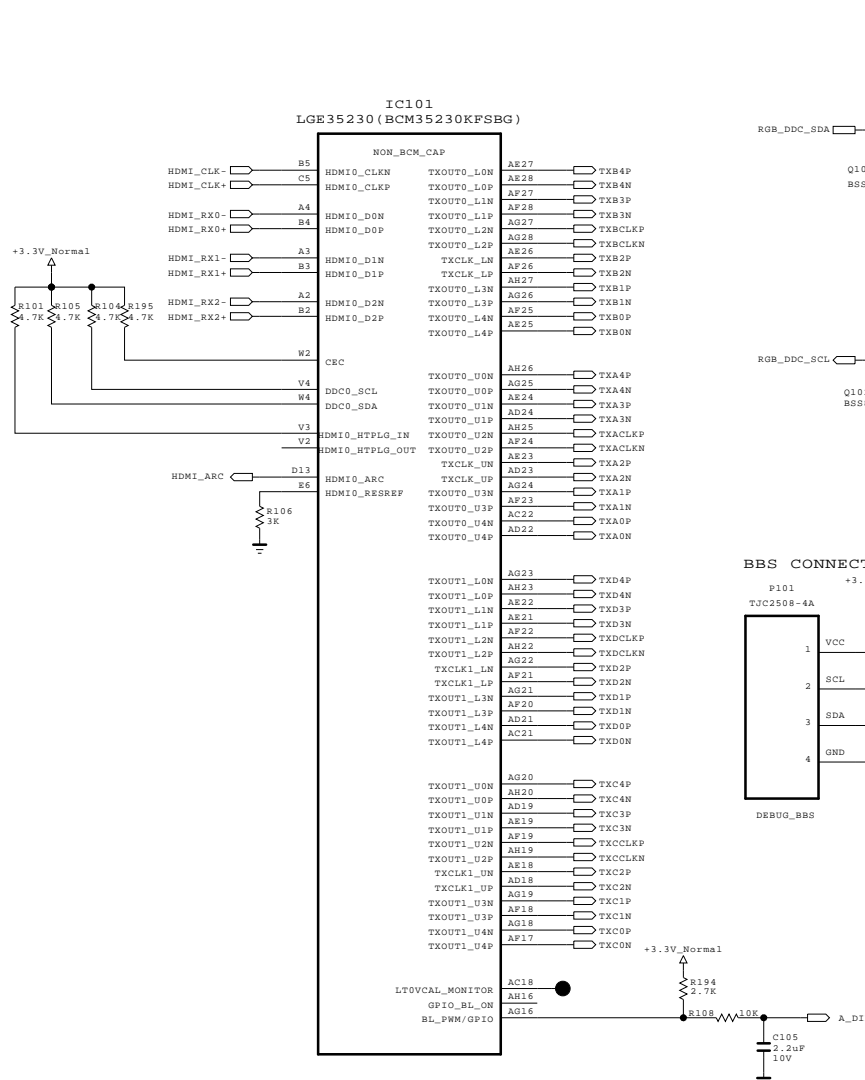 IC101
LGE35230(BCM35230KFSBG)
NON_BCM_CAP
HDMI_CLK- B5 HDMI0_CLKN
HDMI_CLK+ C5 HDMI0_CLKP
HDMI_RX0- A4 HDMI0_D0N
HDMI_RX0+ B4 HDMI0_D0P
HDMI_RX1- A3 HDMI0_D1N
HDMI_RX1+ B3 HDMI0_D1P
HDMI_RX2- A2 HDMI0_D2N
HDMI_RX2+ B2 HDMI0_D2P
+3.3V_Normal
R101 R105 R104 R195
4.7K 4.7K 4.7K 4.7K
W2 CEC
V4 DDC0_SCL
W4 DDC0_SDA
V3 HDMI0_HTPLG_IN
V2 HDMI0_HTPLG_OUT
HDMI_ARC D13 HDMI0_ARC
E6 HDMI0_RESREF
R106
3K
TXOUT0_L0N AE27 TXB4P
TXOUT0_L0P AE28 TXB4N
TXOUT0_L1N AF27 TXB3P
TXOUT0_L1P AF28 TXB3N
TXOUT0_L2N AG27 TXBCLKP
TXOUT0_L2P AG28 TXBCLKN
TXCLK_LN AE26 TXB2P
TXCLK_LP AF26 TXB2N
TXOUT0_L3N AH27 TXB1P
TXOUT0_L3P AG26 TXB1N
TXOUT0_L4N AF25 TXB0P
TXOUT0_L4P AE25 TXB0N
TXOUT0_U0N AH26 TXA4P
TXOUT0_U0P AG25 TXA4N
TXOUT0_U1N AE24 TXA3P
TXOUT0_U1P AD24 TXA3N
TXOUT0_U2N AH25 TXACLKP
TXOUT0_U2P AF24 TXACLKN
TXCLK_UN AE23 TXA2P
TXCLK_UP AD23 TXA2N
TXOUT0_U3N AG24 TXA1P
TXOUT0_U3P AF23 TXA1N
TXOUT0_U4N AC22 TXA0P
TXOUT0_U4P AD22 TXA0N
TXOUT1_L0N AG23 TXD4P
TXOUT1_L0P AH23 TXD4N
TXOUT1_L1N AE22 TXD3P
TXOUT1_L1P AE21 TXD3N
TXOUT1_L2N AF22 TXDCLKP
TXOUT1_L2P AH22 TXDCLKN
TXCLK1_LN AG22 TXD2P
TXCLK1_LP AF21 TXD2N
TXOUT1_L3N AG21 TXD1P
TXOUT1_L3P AF20 TXD1N
TXOUT1_L4N AD21 TXD0P
TXOUT1_L4P AC21 TXD0N
TXOUT1_U0N AG20 TXC4P
TXOUT1_U0P AH20 TXC4N
TXOUT1_U1N AD19 TXC3P
TXOUT1_U1P AE19 TXC3N
TXOUT1_U2N AF19 TXCCLKP
TXOUT1_U2P AH19 TXCCLKN
TXCLK1_UN AE18 TXC2P
TXCLK1_UP AD18 TXC2N
TXOUT1_U3N AG19 TXC1P
TXOUT1_U3P AF18 TXC1N
TXOUT1_U4N AG18 TXC0P
TXOUT1_U4P AF17 TXC0N
LT0VCAL_MONITOR AC18
GPIO_BL_ON AH16
BL_PWM/GPIO AG16
+3.3V_Normal
R194
2.7K
R108 10K
A_DI
C105
2.2uF
10V
RGB_DDC_SDA
Q10
BSS
RGB_DDC_SCL
Q10
BSS
BBS CONNECT
+3.
P101
TJC2508-4A
1 VCC
2 SCL
3 SDA
4 GND
DEBUG_BBS